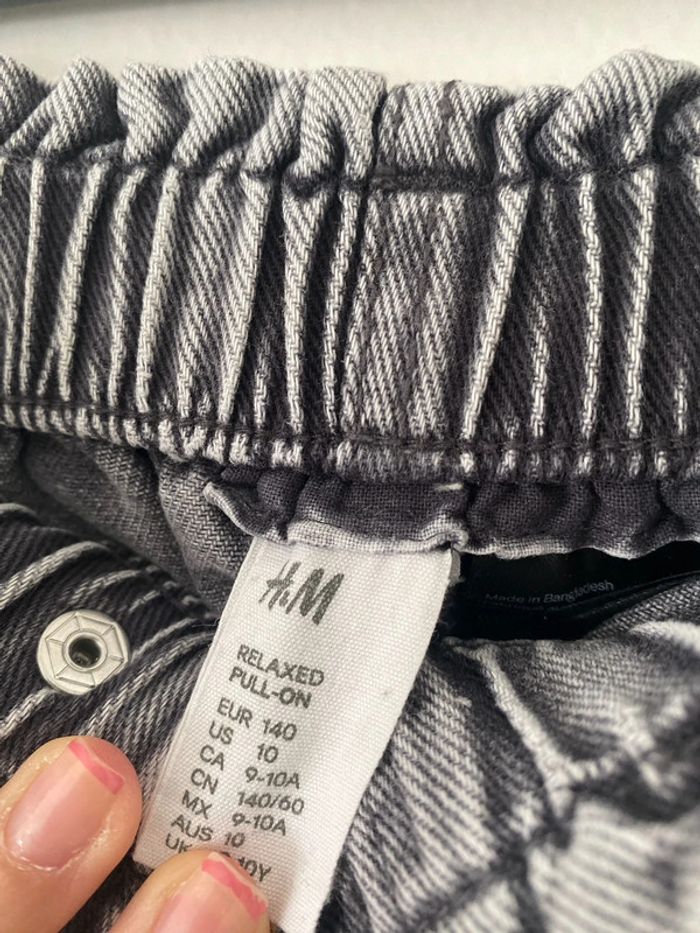 H&M
RELAXED
PULL-ON
EUR 140
US 10
CA 9-10A
CN 140/60
MX 9-10A
AUS 10
UK
Made in Bangladesh